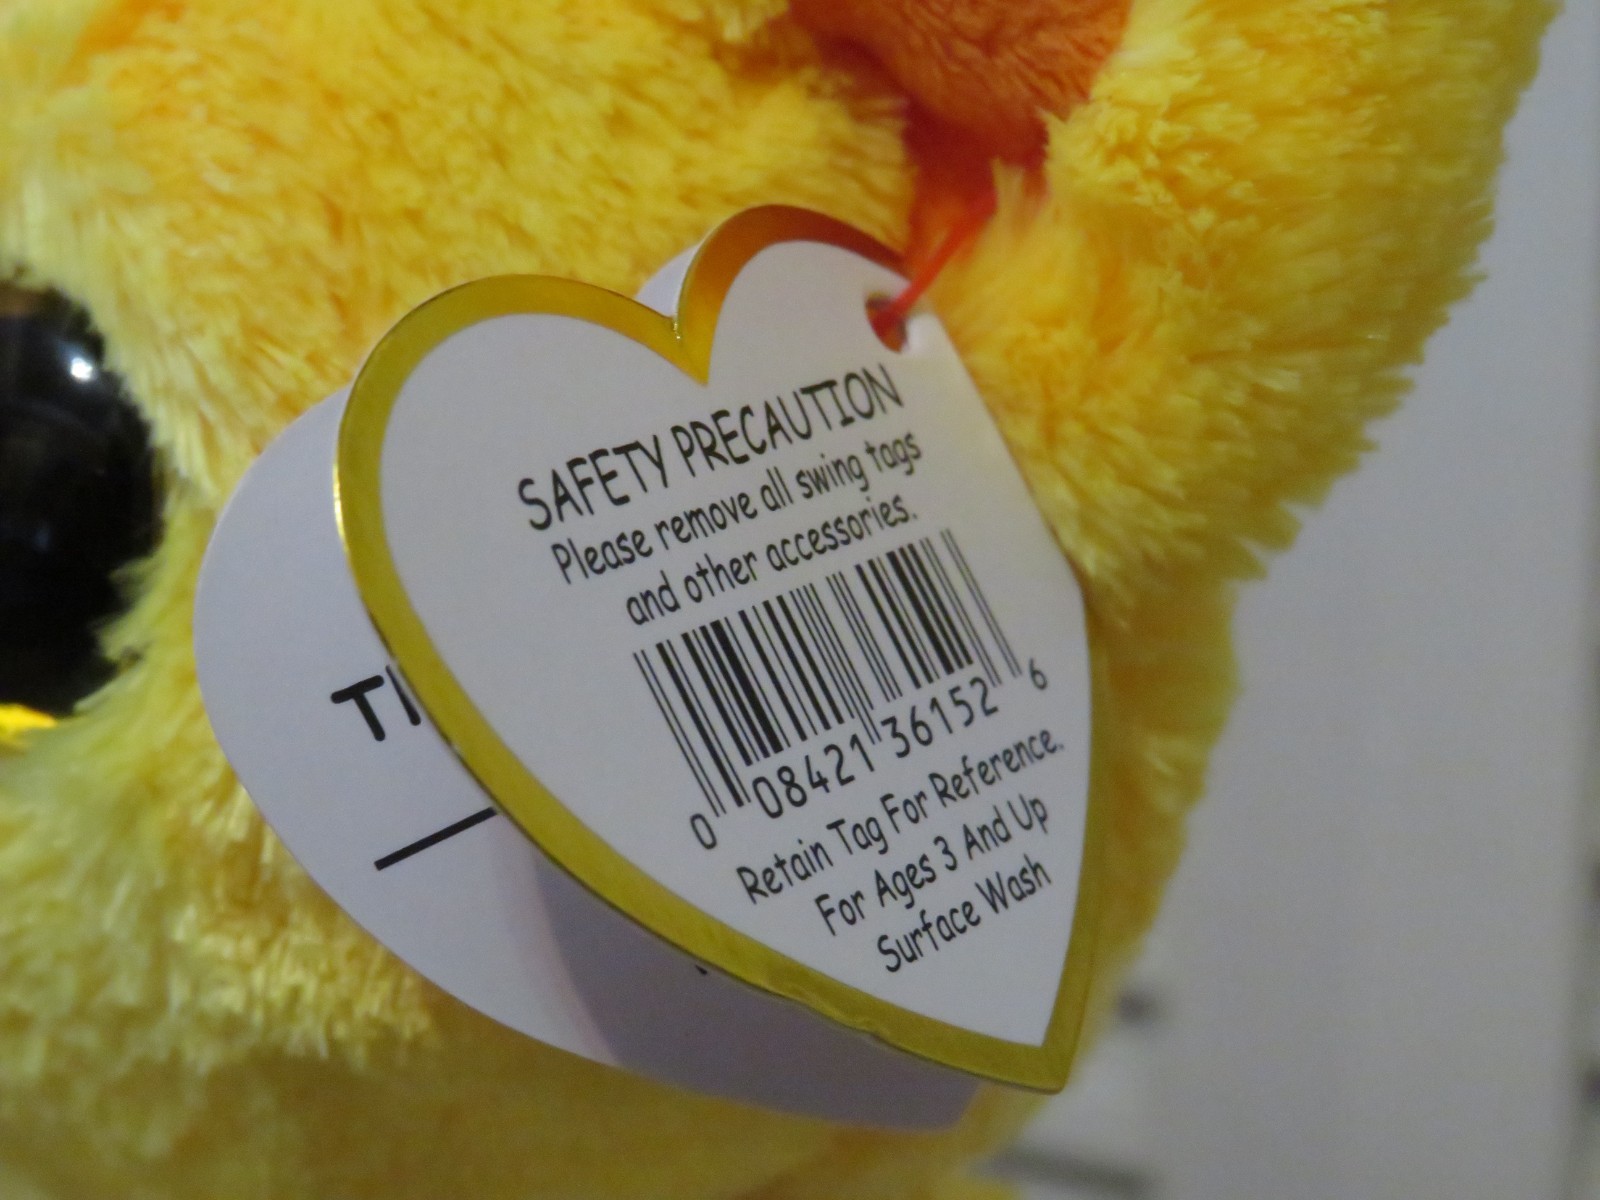 SAFETY PRECAUTION
Please remove all swing tags
and other accessories.
0 08421 36152 6
Retain Tag For Reference.
For Ages 3 And Up
Surface Wash